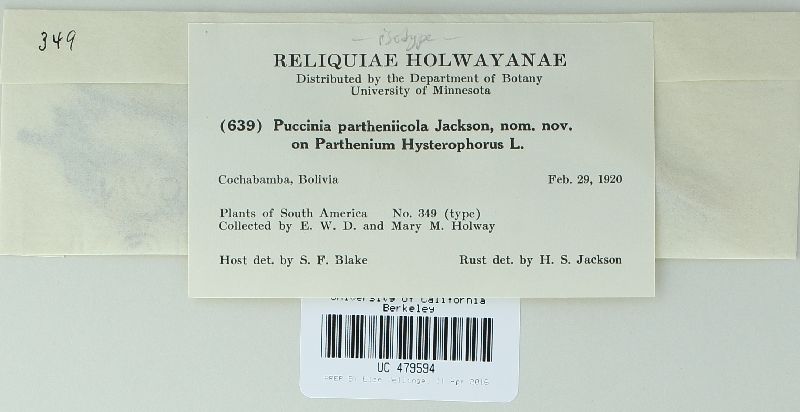 349
— isotype —
RELIQUIAE HOLWAYANAE
Distributed by the Department of Botany
University of Minnesota
(639) Puccinia partheniicola Jackson, nom. nov.
on Parthenium Hysterophorus L.
Cochabamba, Bolivia Feb. 29, 1920
Plants of South America No. 349 (type)
Collected by E. W. D. and Mary M. Holway
Host det. by S. F. Blake Rust det. by H. S. Jackson
University of California
Berkeley
UC 479594